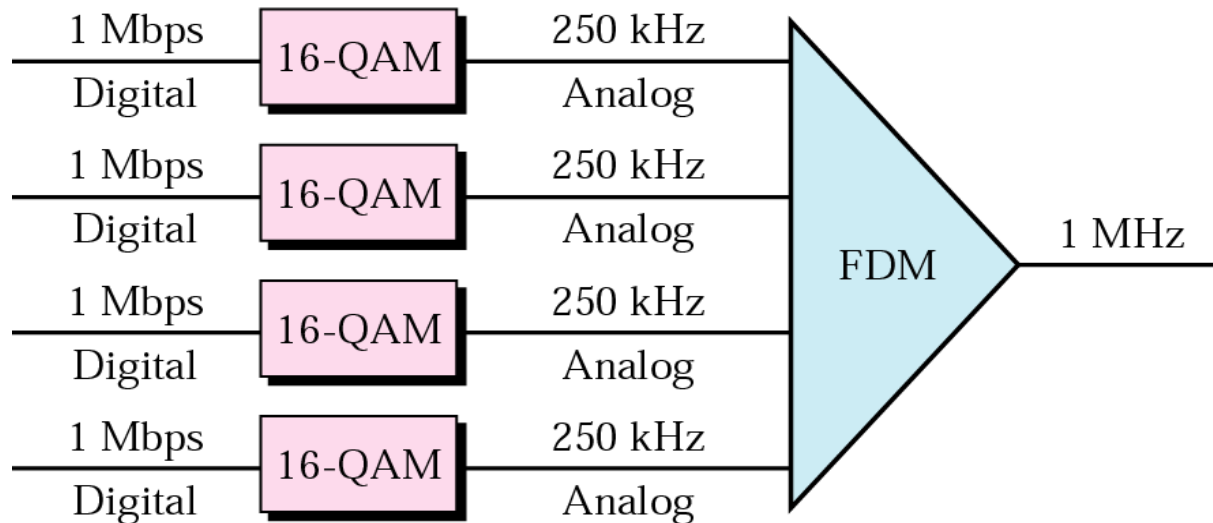 1 Mbps
Digital
16-QAM
250 kHz
Analog
1 Mbps
Digital
16-QAM
250 kHz
Analog
1 Mbps
Digital
16-QAM
250 kHz
Analog
1 Mbps
Digital
16-QAM
250 kHz
Analog
FDM
1 MHz